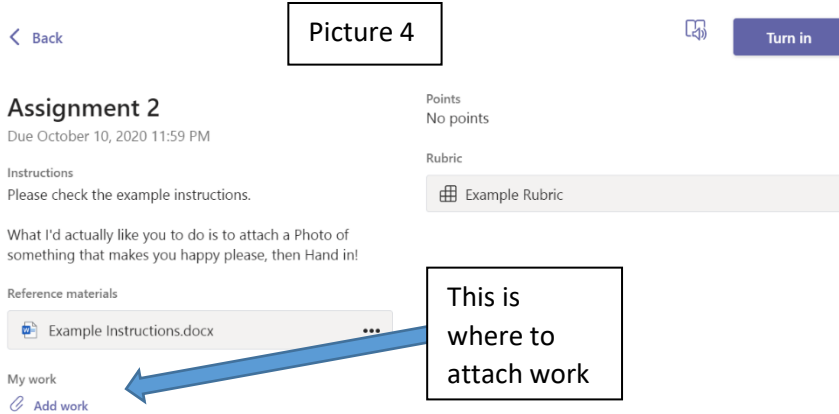 Back
Picture 4
Turn in
Assignment 2
Due October 10, 2020 11:59 PM
Instructions
Please check the example instructions.
What I'd actually like you to do is to attach a Photo of
something that makes you happy please, then Hand in!
Reference materials
Example Instructions.docx
My work
Add work
Points
No points
Rubric
Example Rubric
This is
where to
attach work